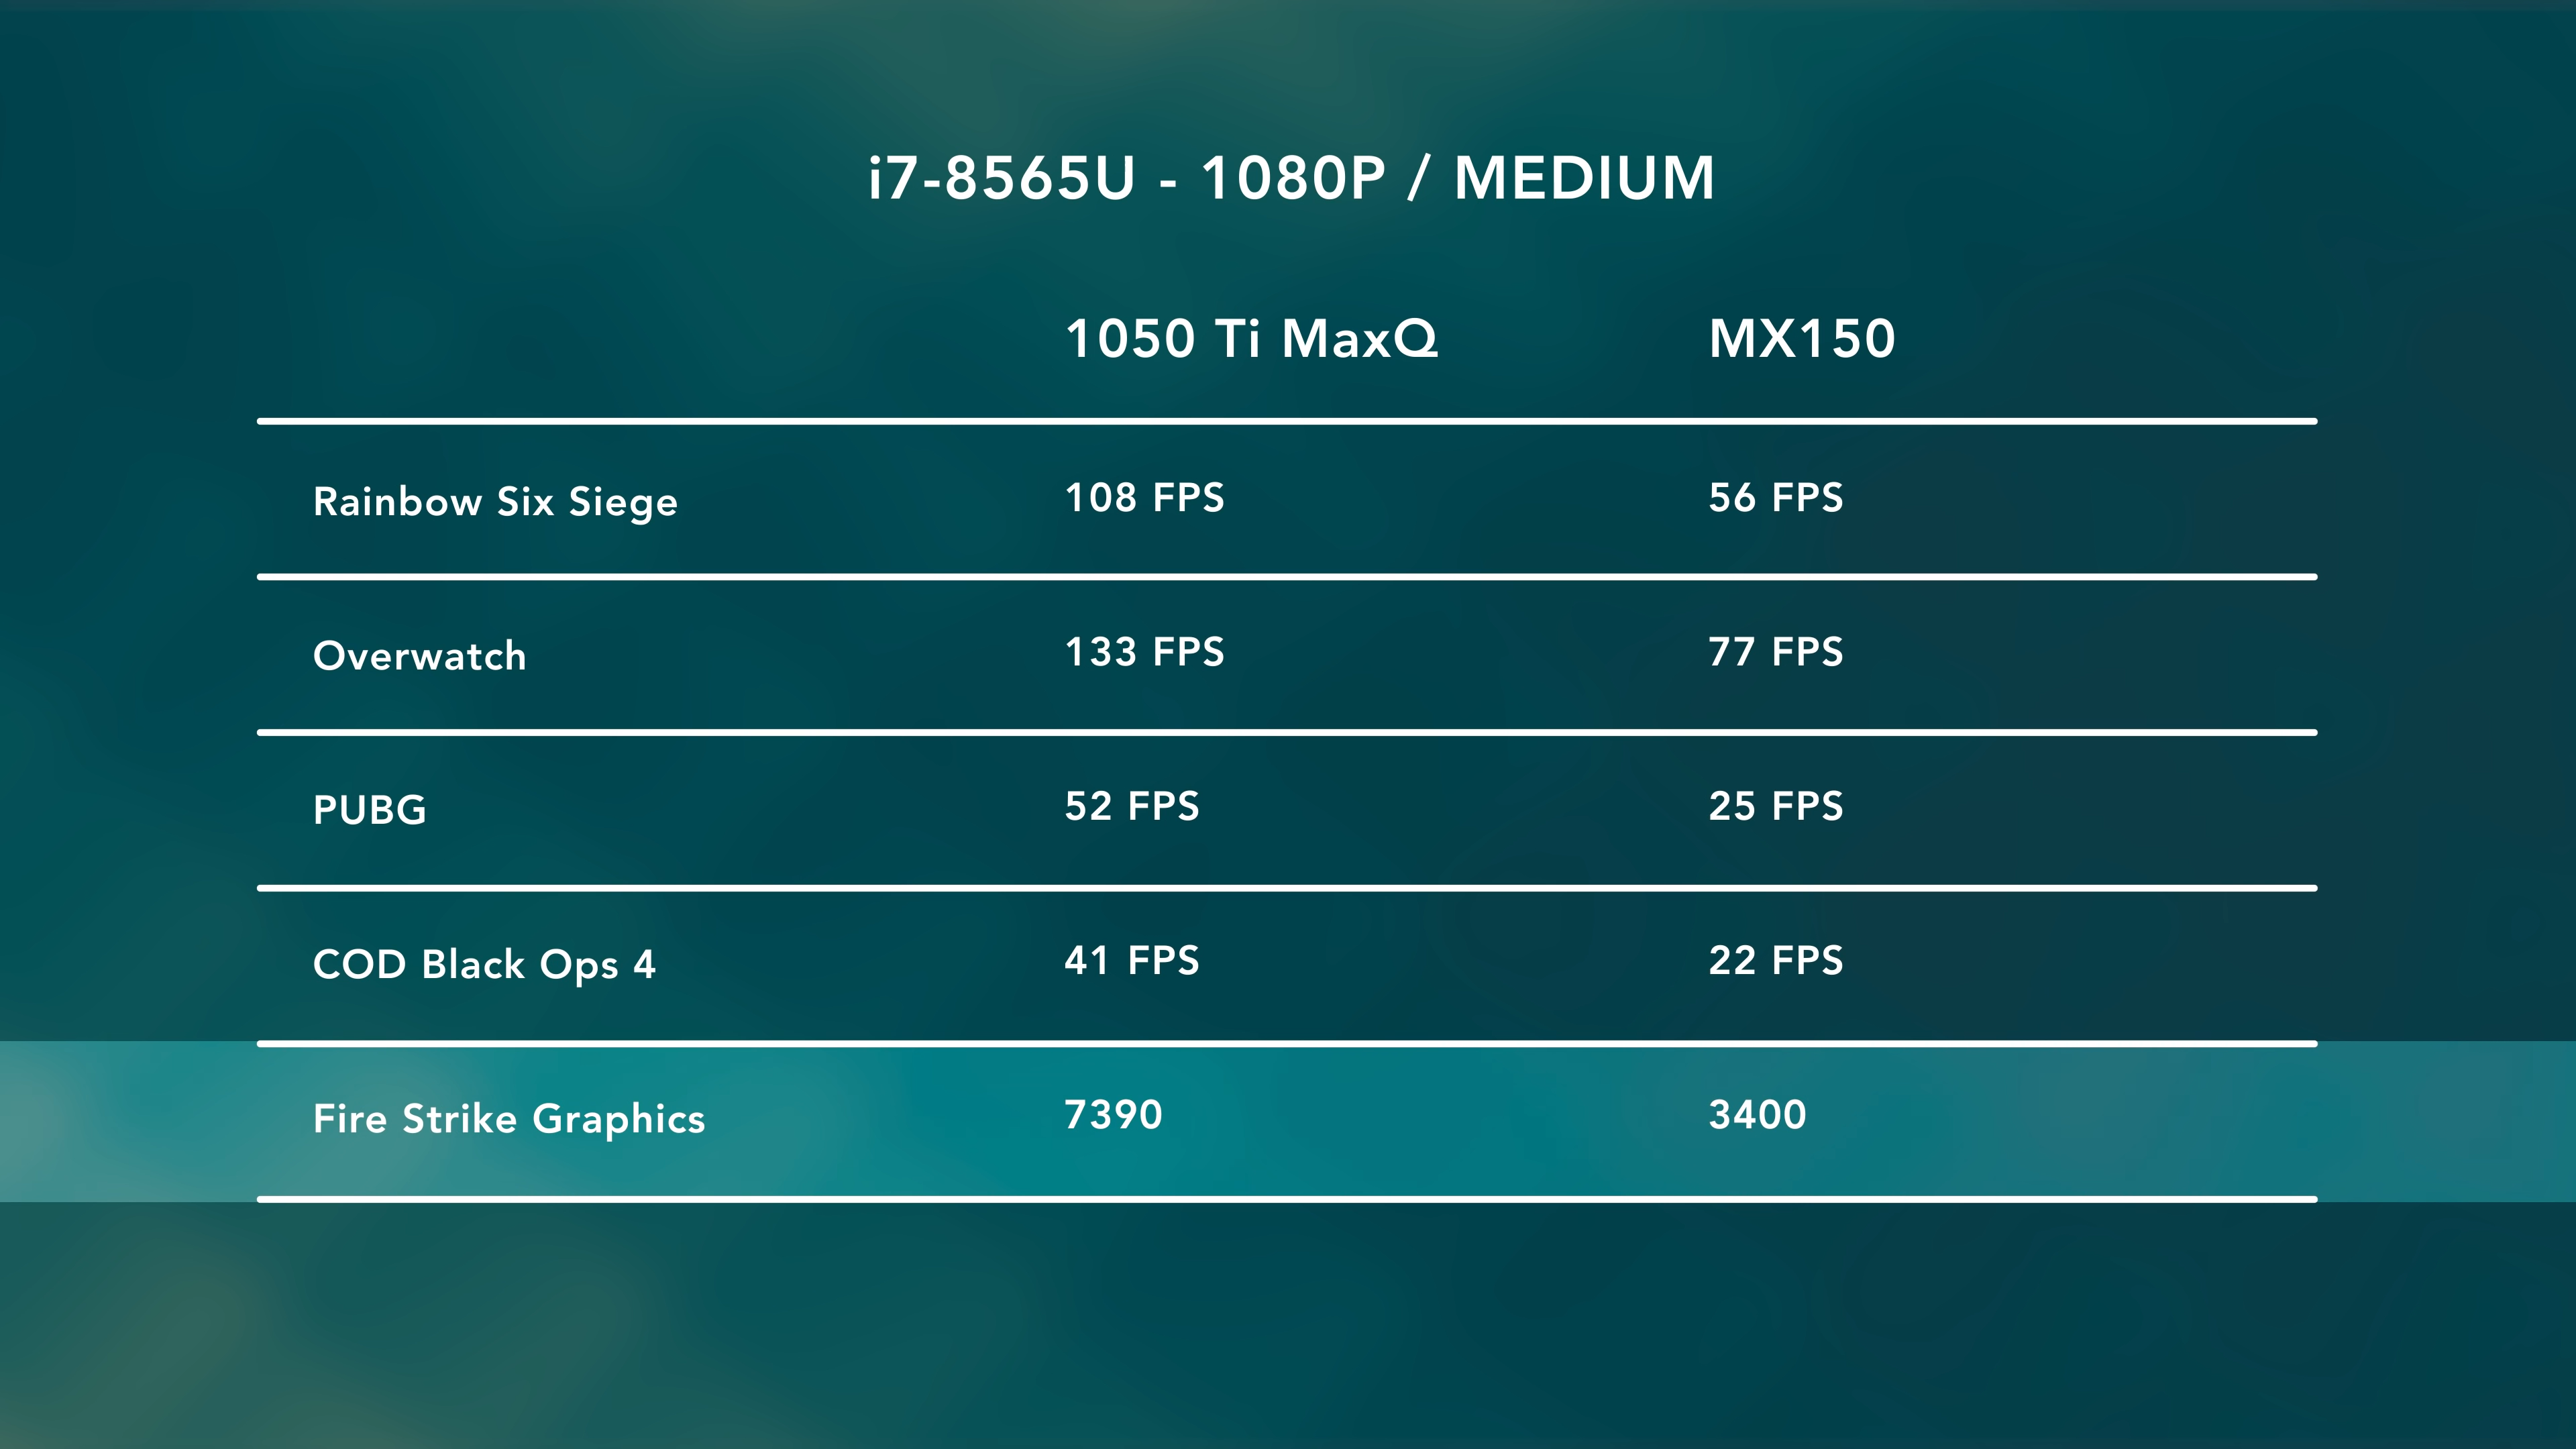 i7-8565U - 1080P / MEDIUM
1050 Ti MaxQ MX150
Rainbow Six Siege 108 FPS 56 FPS
Overwatch 133 FPS 77 FPS
PUBG 52 FPS 25 FPS
COD Black Ops 4 41 FPS 22 FPS
Fire Strike Graphics 7390 3400